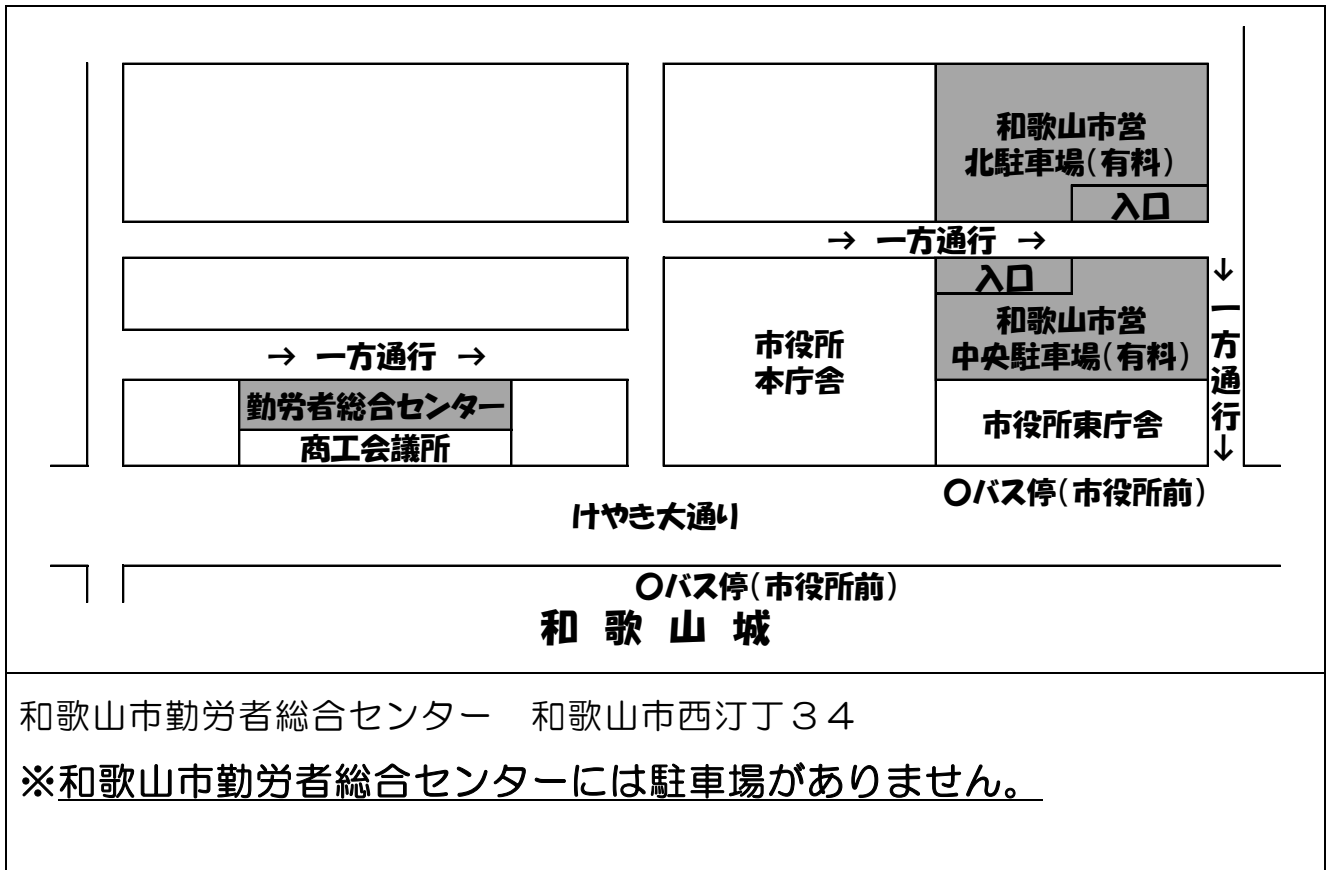 和歌山市営
北駐車場(有料)
入口
→ 一方通行 →
入口
和歌山市営
中央駐車場(有料)
↓一方通行↓
市役所
本庁舎
→ 一方通行 →
勤労者総合センター
商工会議所
市役所東庁舎
〇バス停(市役所前)
けやき大通り
〇バス停(市役所前)
和 歌 山 城
和歌山市勤労者総合センター　和歌山市西汀丁３４
※和歌山市勤労者総合センターには駐車場がありません。